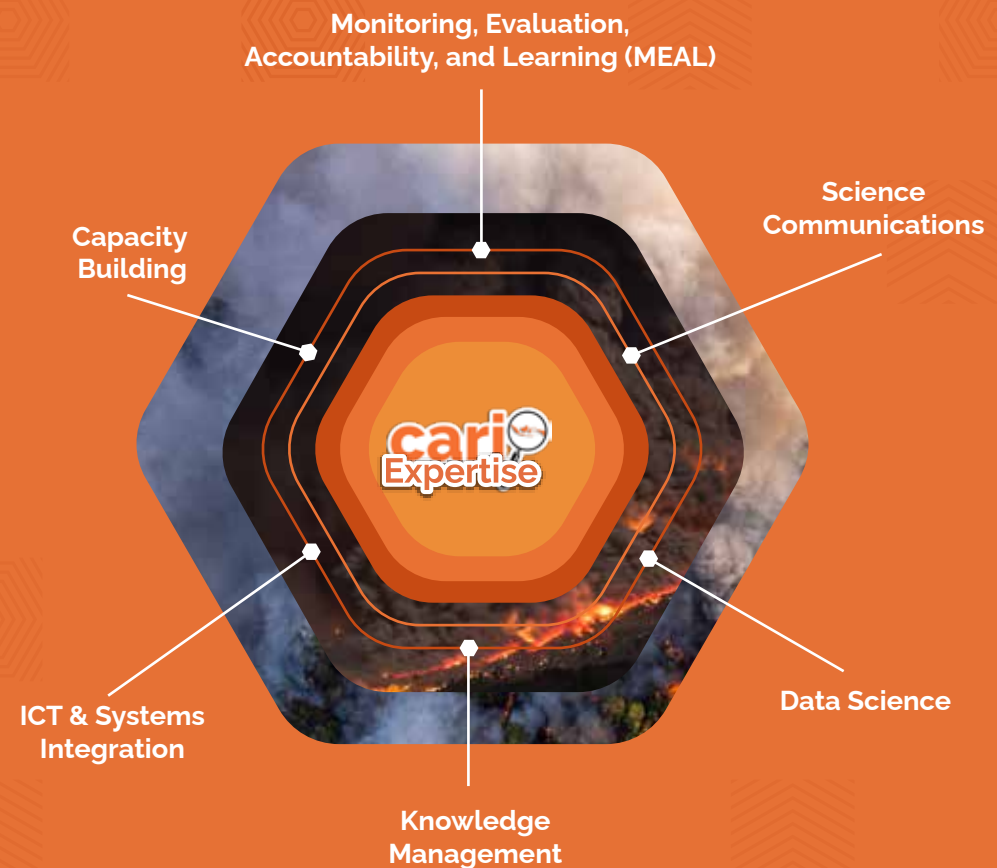 Monitoring, Evaluation,
Accountability, and Learning (MEAL)
Science
Communications
Capacity
Building
cari
Expertise
ICT & Systems
Integration
Data Science
Knowledge
Management